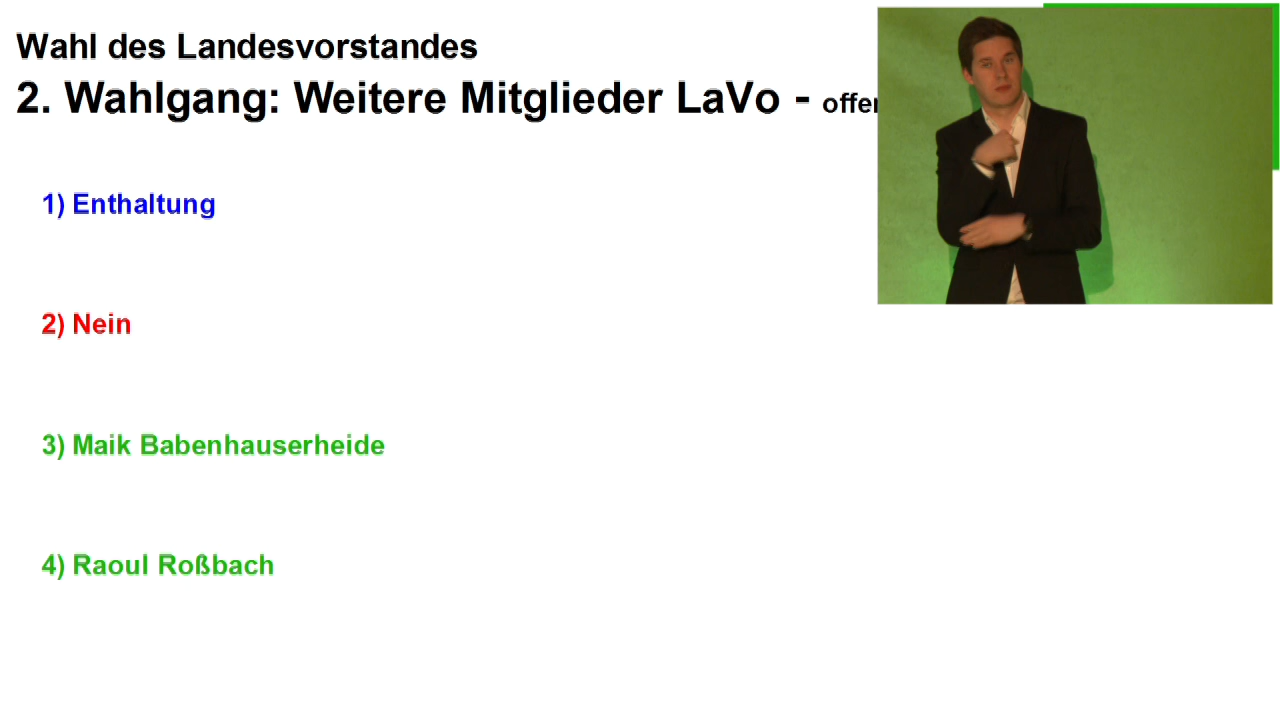 Wahl des Landesvorstandes
2. Wahlgang: Weitere Mitglieder LaVo -
1) Enthaltung
2) Nein
3) Maik Babenhauserheide
4) Raoul Roßbach